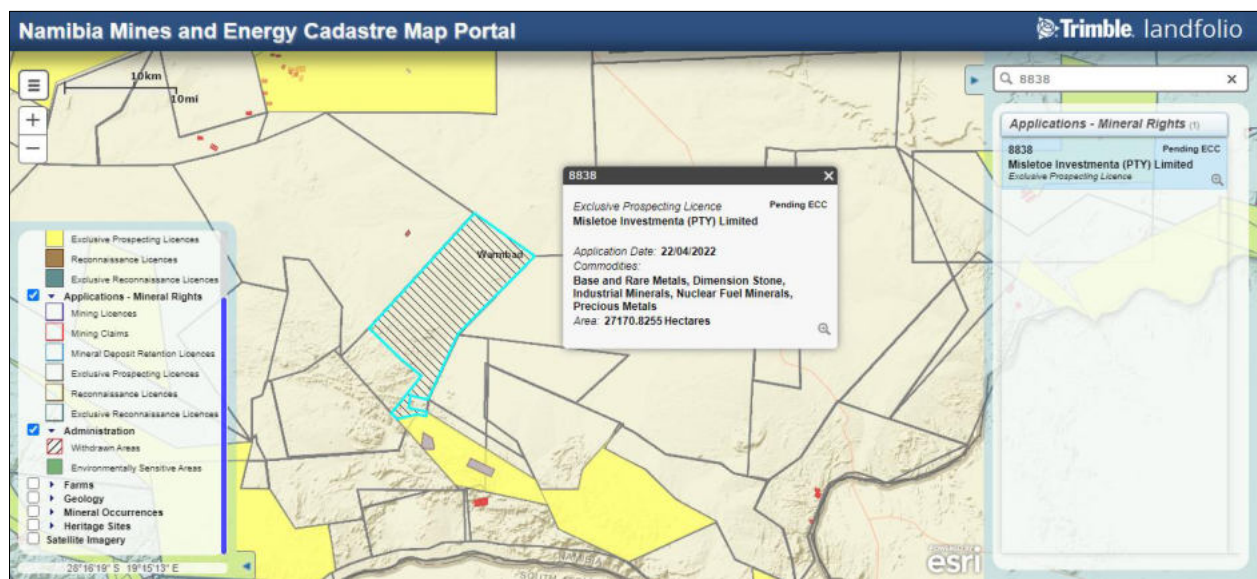 Namibia Mines and Energy Cadastre Map Portal
Trimble. landfolio
10km
10mi
8838
Applications - Mineral Rights (1)
8838 Pending ECC
Misletoe Investmenta (PTY) Limited
Exclusive Prospecting Licence
Warmbad
8838
Exclusive Prospecting Licence Pending ECC
Misletoe Investmenta (PTY) Limited
Application Date: 22/04/2022
Commodities:
Base and Rare Metals, Dimension Stone,
Industrial Minerals, Nuclear Fuel Minerals,
Precious Metals
Area: 27170.8255 Hectares
Exclusive Prospecting Licences
Reconnaissance Licences
Exclusive Reconnaissance Licences
Applications - Mineral Rights
Mining Licences
Mining Claims
Mineral Deposit Retention Licences
Exclusive Prospecting Licences
Reconnaissance Licences
Exclusive Reconnaissance Licences
Administration
Withdrawn Areas
Environmentally Sensitive Areas
Farms
Geology
Mineral Occurrences
Heritage Sites
Satellite Imagery
28°16'19" S 19°15'13" E
NAMIBIA
SOUTH
esri